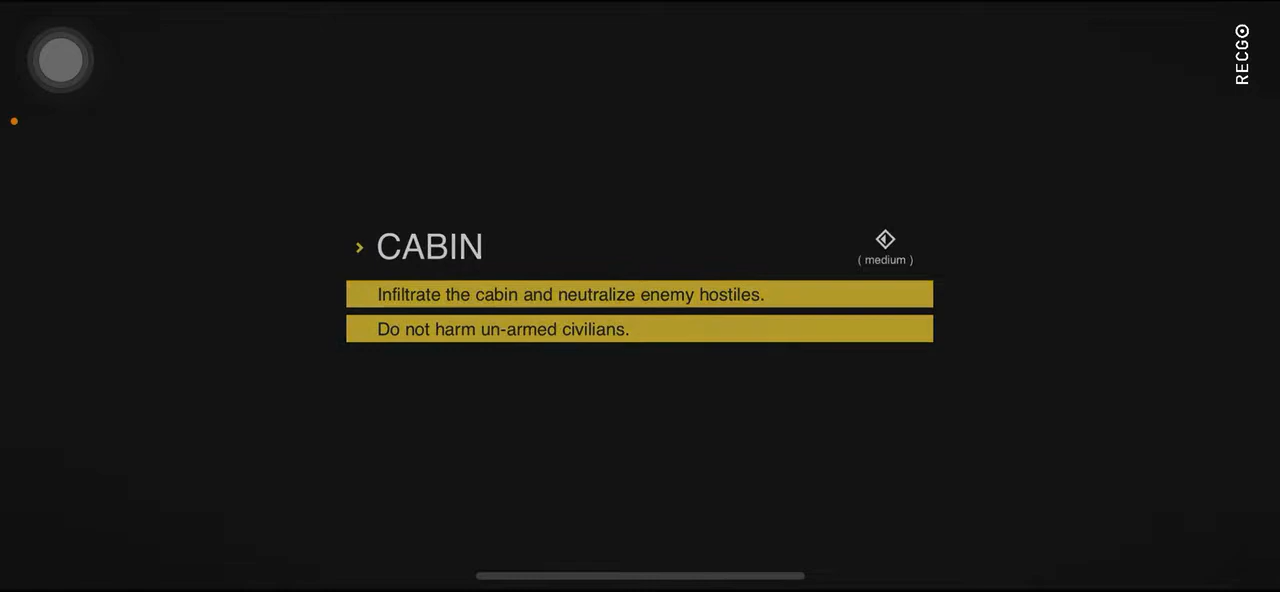 RECGO
CABIN
( medium )
Infiltrate the cabin and neutralize enemy hostiles.
Do not harm un-armed civilians.